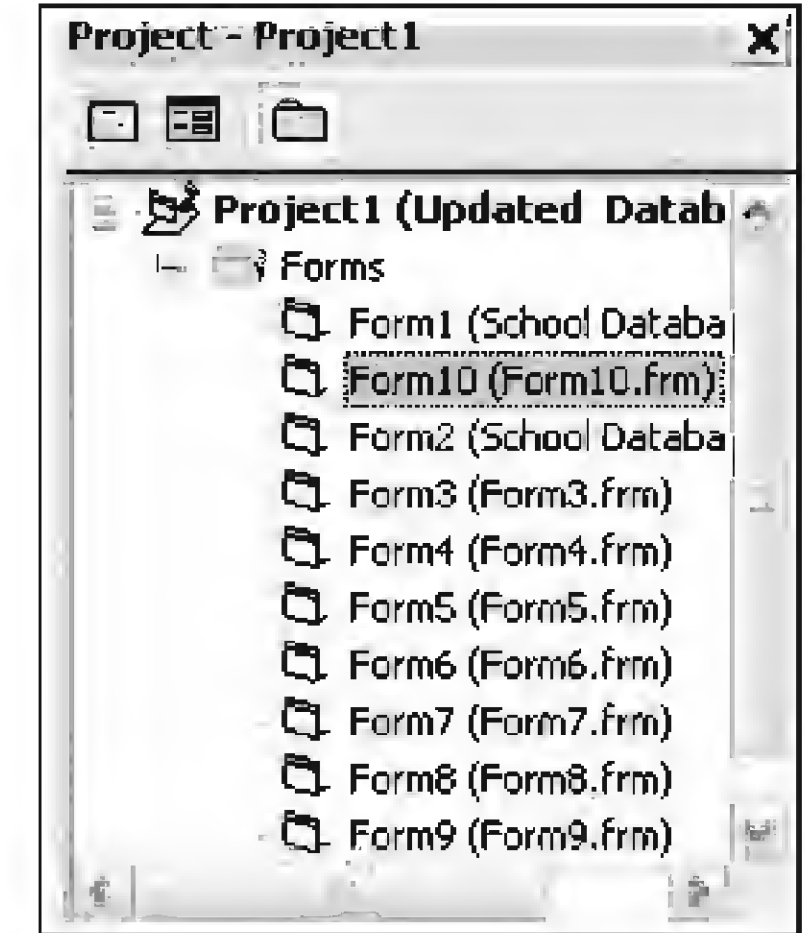 Project - Project1
Project1 (Updated Datab
Forms
Form1 (School Databa
Form10 (Form10.frm)
Form2 (School Databa
Form3 (Form3.frm)
Form4 (Form4.frm)
Form5 (Form5.frm)
Form6 (Form6.frm)
Form7 (Form7.frm)
Form8 (Form8.frm)
Form9 (Form9.frm)